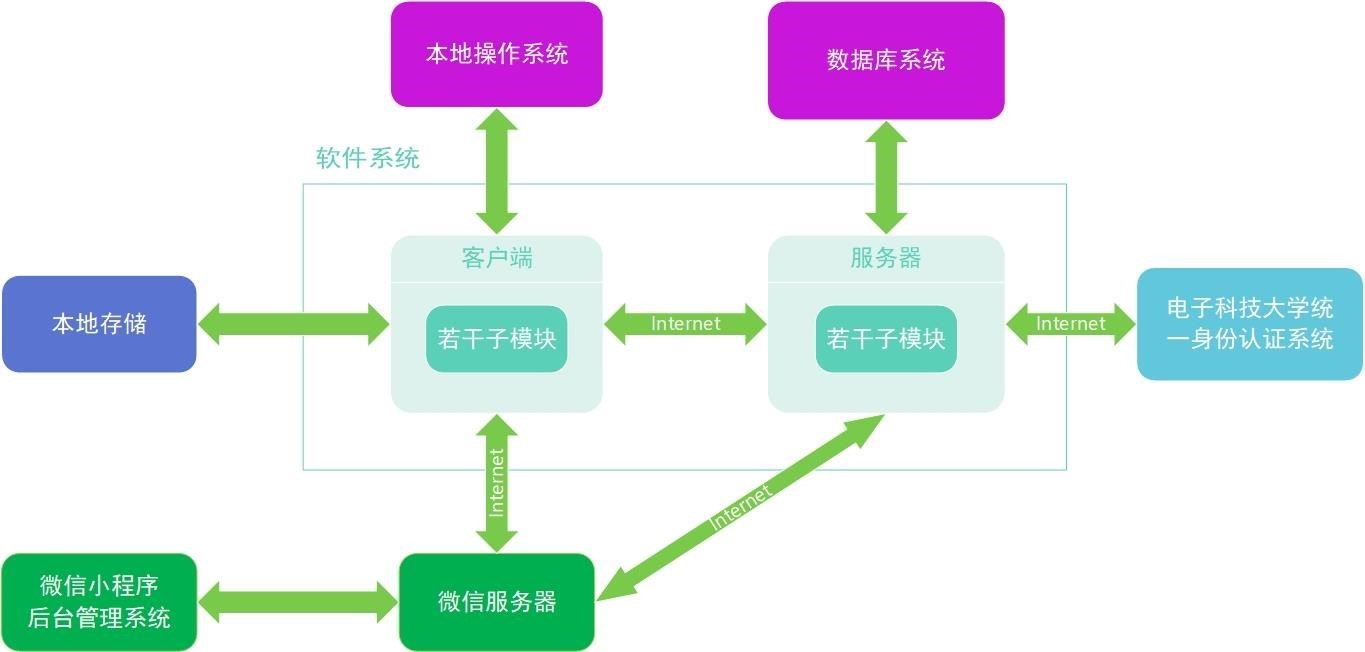 本地操作系统
数据库系统
软件系统
客户端
服务器
本地存储
若干子模块
Internet
若干子模块
Internet
电子科技大学统
一身份认证系统
Internet
Internet
微信小程序
后台管理系统
微信服务器